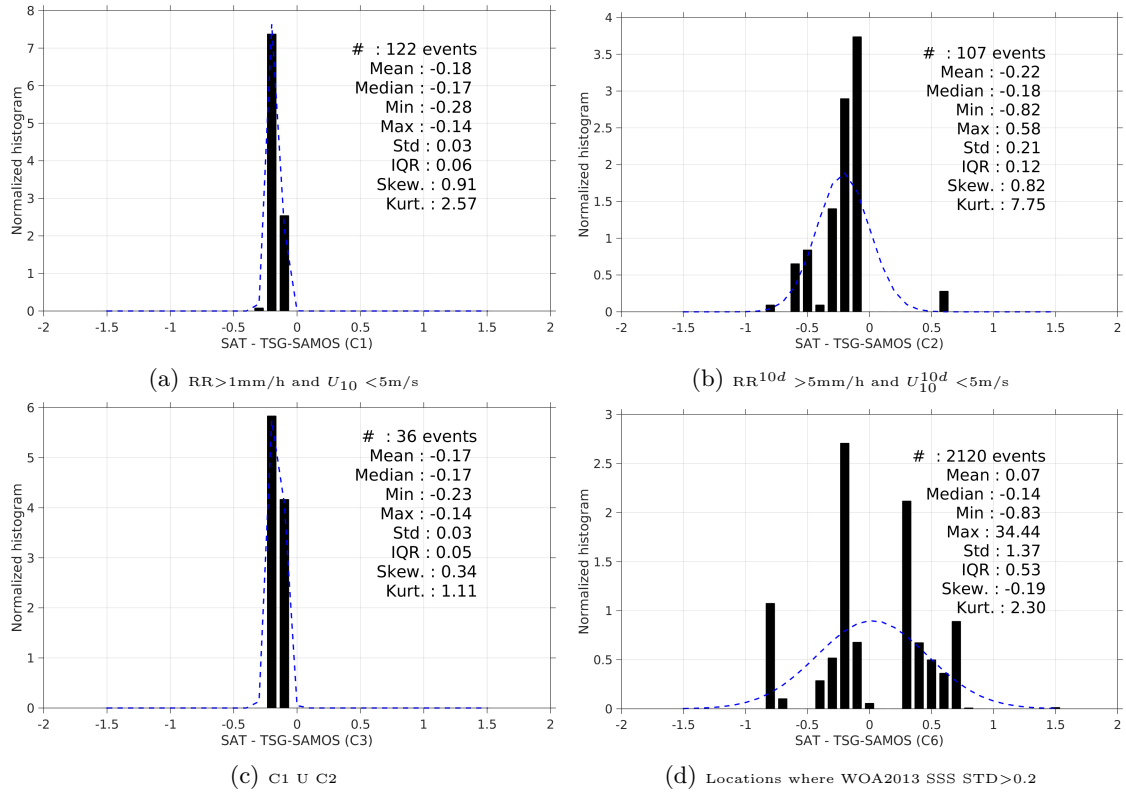 8
7
6
5
4
3
2
1
0
Normalized histogram
# : 122 events
Mean : -0.18
Median : -0.17
Min : -0.28
Max : -0.14
Std : 0.03
IQR : 0.06
Skew. : 0.91
Kurt. : 2.57
-2 -1.5 -1 -0.5 0 0.5 1 1.5 2
SAT - TSG-SAMOS (C1)
(a) RR>1mm/h and U10 <5m/s
4
3.5
3
2.5
2
1.5
1
0.5
0
Normalized histogram
# : 107 events
Mean : -0.22
Median : -0.18
Min : -0.82
Max : 0.58
Std : 0.21
IQR : 0.12
Skew. : 0.82
Kurt. : 7.75
-2 -1.5 -1 -0.5 0 0.5 1 1.5 2
SAT - TSG-SAMOS (C2)
(b) RR10d >5mm/h and U10d10 <5m/s
6
5
4
3
2
1
0
Normalized histogram
# : 36 events
Mean : -0.17
Median : -0.17
Min : -0.23
Max : -0.14
Std : 0.03
IQR : 0.05
Skew. : 0.34
Kurt. : 1.11
-2 -1.5 -1 -0.5 0 0.5 1 1.5 2
SAT - TSG-SAMOS (C3)
(c) C1 U C2
3
2.5
2
1.5
1
0.5
0
Normalized histogram
# : 2120 events
Mean : 0.07
Median : -0.14
Min : -0.83
Max : 34.44
Std : 1.37
IQR : 0.53
Skew. : -0.19
Kurt. : 2.30
-2 -1.5 -1 -0.5 0 0.5 1 1.5 2
SAT - TSG-SAMOS (C6)
(d) Locations where WOA2013 SSS STD>0.2